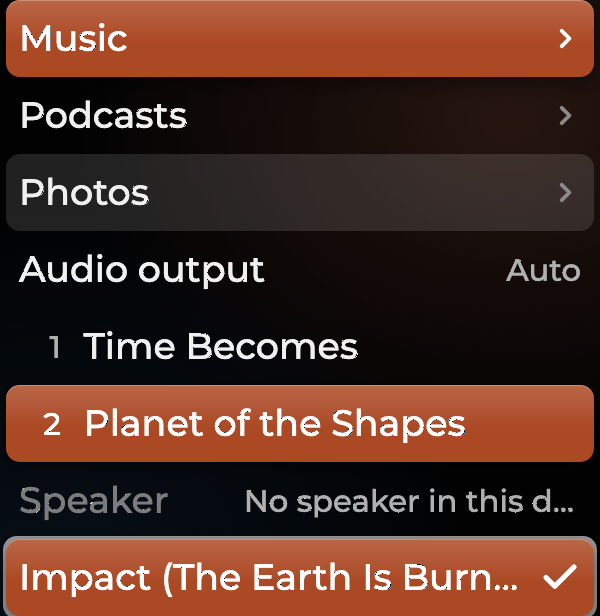 Music
Podcasts
Photos
Audio output Auto
1 Time Becomes
2 Planet of the Shapes
Speaker No speaker in this d...
Impact (The Earth Is Burn...